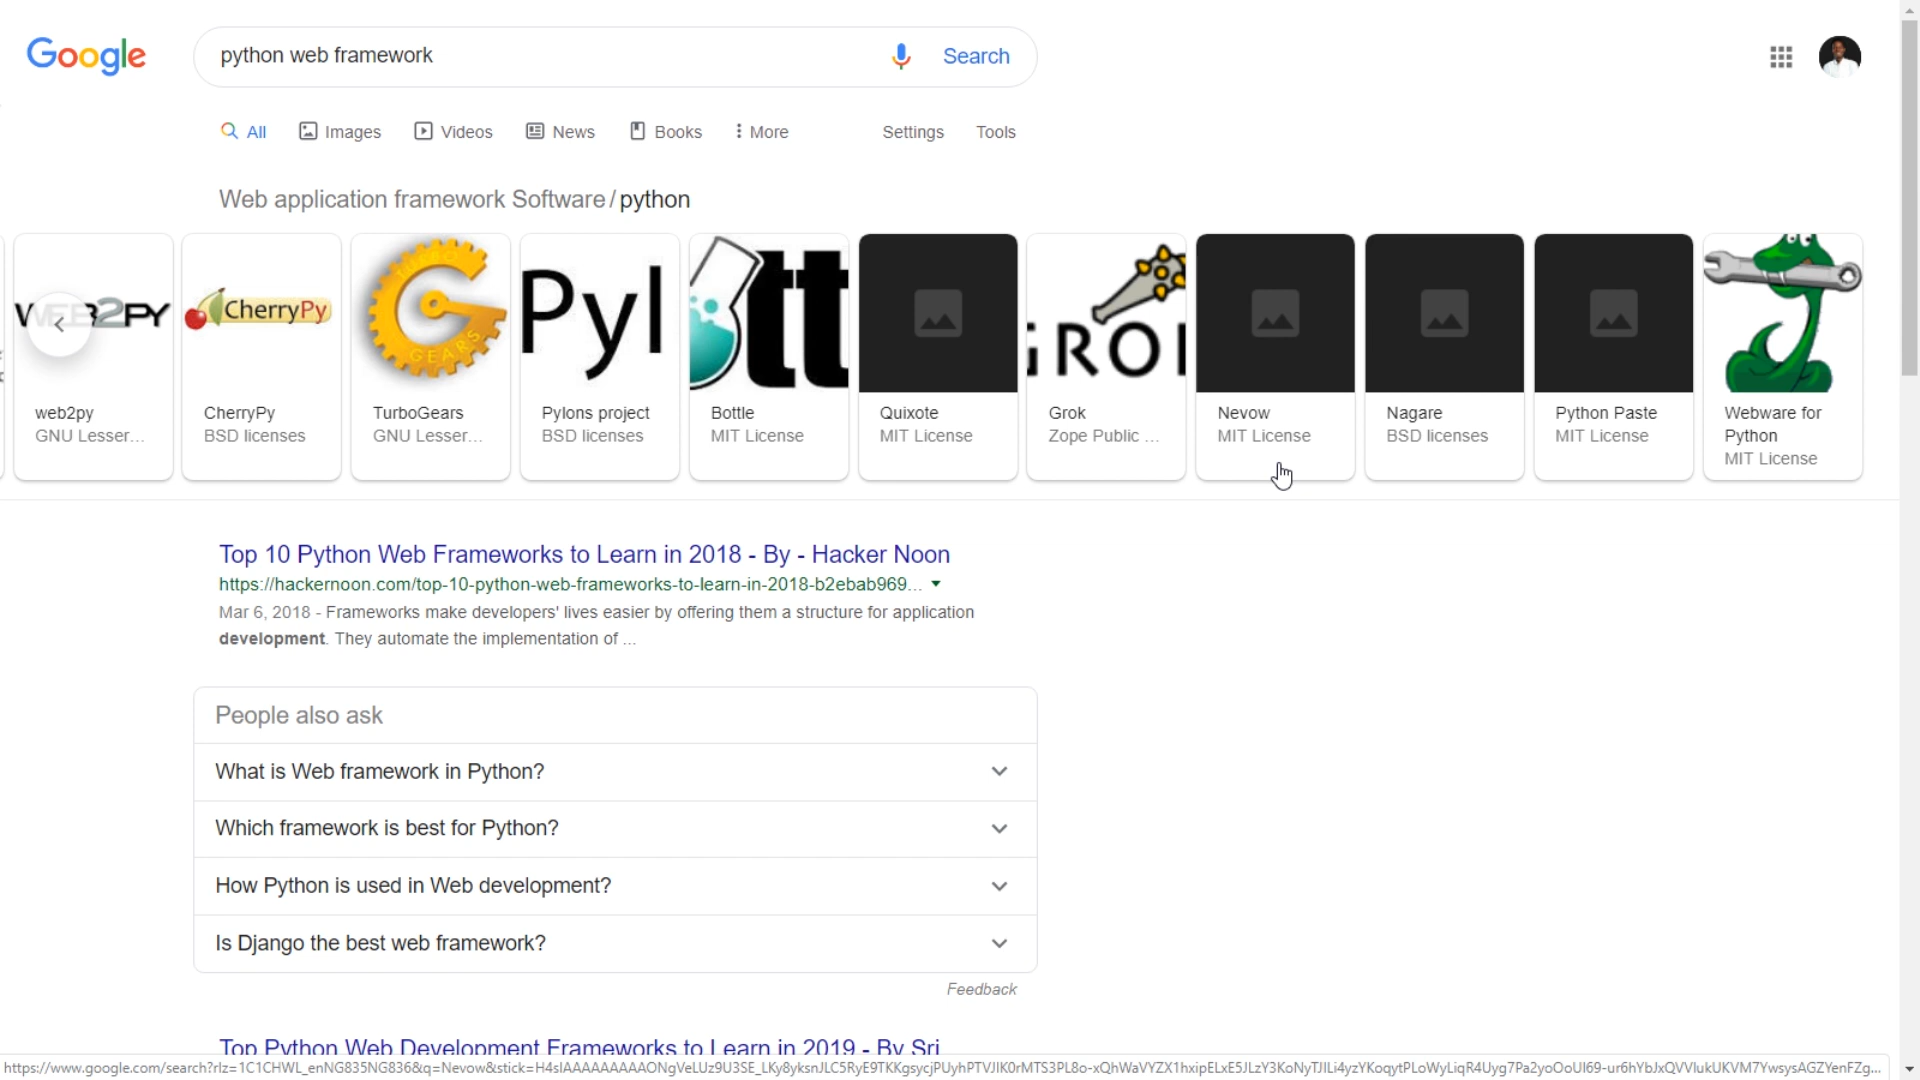 Google
python web framework
Search
All Images Videos News Books More Settings Tools
Web application framework Software / python
WEB2PY
CherryPy
TURBO
GEARS
Pyl
tt
GROK
web2py
GNU Lesser...
CherryPy
BSD licenses
TurboGears
GNU Lesser...
Pylons project
BSD licenses
Bottle
MIT License
Quixote
MIT License
Grok
Zope Public ...
Nevow
MIT License
Nagare
BSD licenses
Python Paste
MIT License
Webware for
Python
MIT License
Top 10 Python Web Frameworks to Learn in 2018 - By - Hacker Noon
https://hackernoon.com/top-10-python-web-frameworks-to-learn-in-2018-b2ebab969...
Mar 6, 2018 - Frameworks make developers' lives easier by offering them a structure for application
development. They automate the implementation of ...
People also ask
What is Web framework in Python?
Which framework is best for Python?
How Python is used in Web development?
Is Django the best web framework?
Feedback
Top Python Web Development Frameworks to Learn in 2019 - By Sri